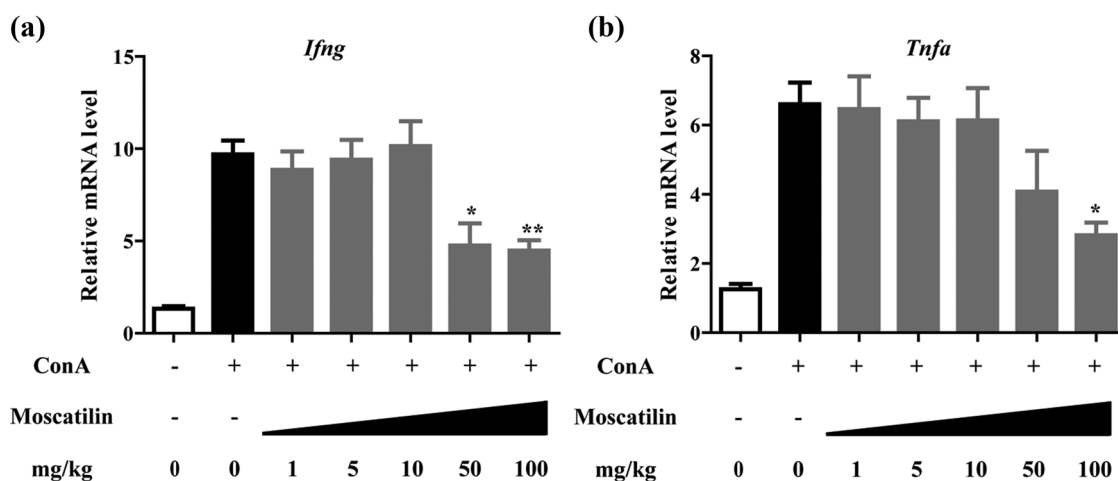 (a)
Ifng
15
10
5
0
Relative mRNA level
*
**
ConA - + + + + + +
Moscatilin - -
mg/kg 0 0 1 5 10 50 100
(b)
Tnfa
8
6
4
2
0
Relative mRNA level
*
ConA - + + + + + +
Moscatilin - -
mg/kg 0 0 1 5 10 50 100